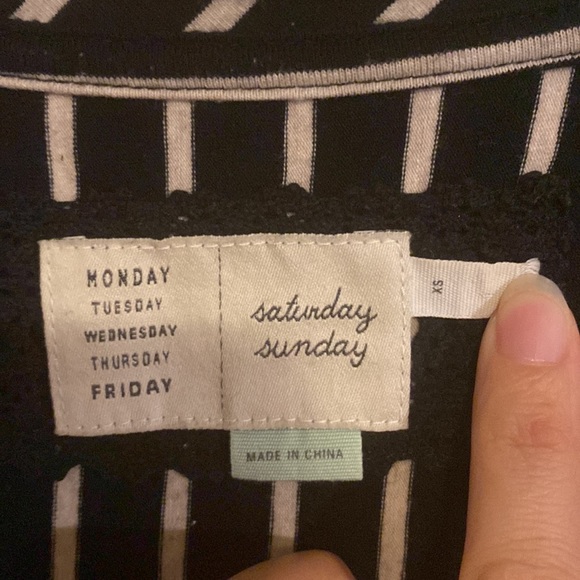 MONDAY
TUESDAY
WEDNESDAY
THURSDAY
FRIDAY
saturday
sunday
XS
MADE IN CHINA